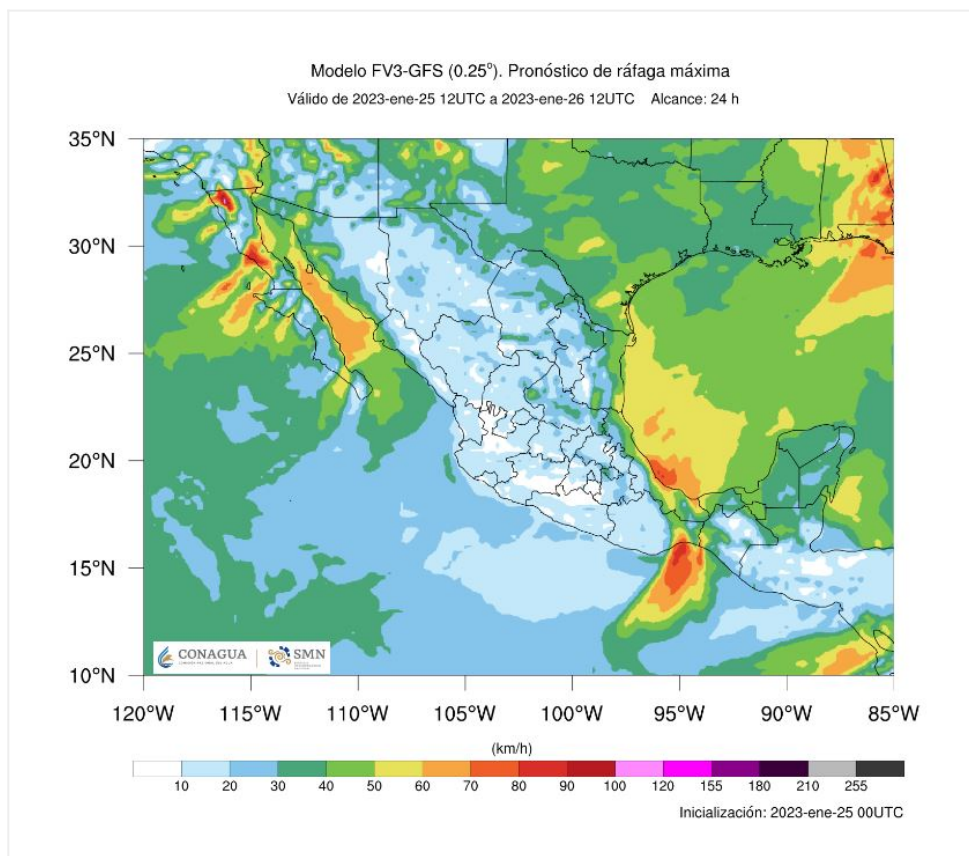 Modelo FV3-GFS (0.25°). Pronóstico de ráfaga máxima
Válido de 2023-ene-25 12UTC a 2023-ene-26 12UTC Alcance: 24 h
35°N
30°N
25°N
20°N
15°N
10°N
CONAGUA
SMN
120°W 115°W 110°W 105°W 100°W 95°W 90°W 85°W
(km/h)
10 20 30 40 50 60 70 80 90 100 120 155 180 210 255
Inicialización: 2023-ene-25 00UTC